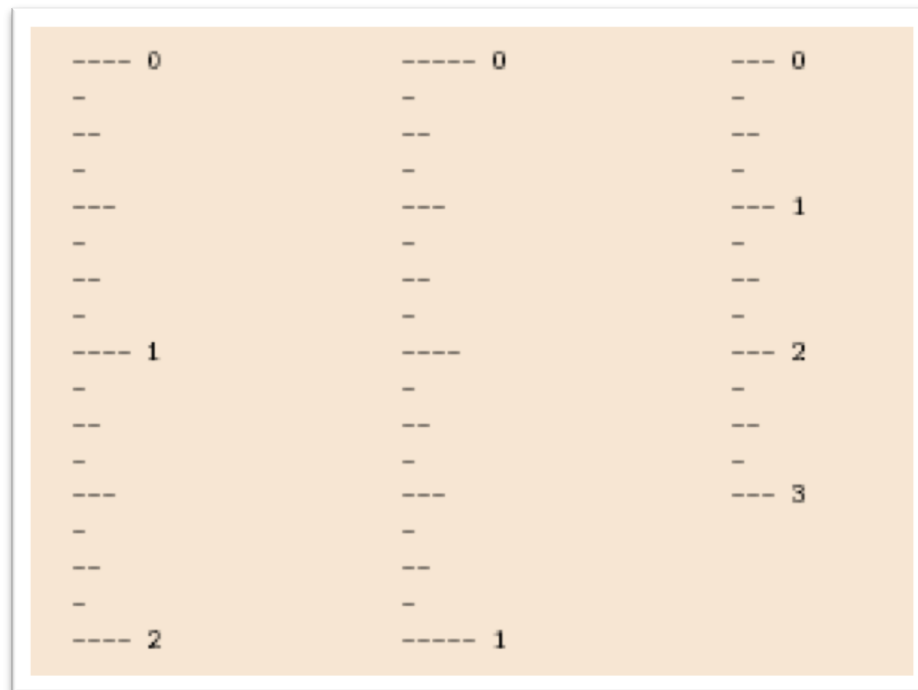 ---- 0 ----- 0 --- 0
- - -
-- -- --
- - -
--- --- --- 1
- - -
-- -- --
- - -
---- 1 ---- --- 2
- - -
-- -- --
- - -
--- --- --- 3
- -
-- --
- -
---- 2 ----- 1